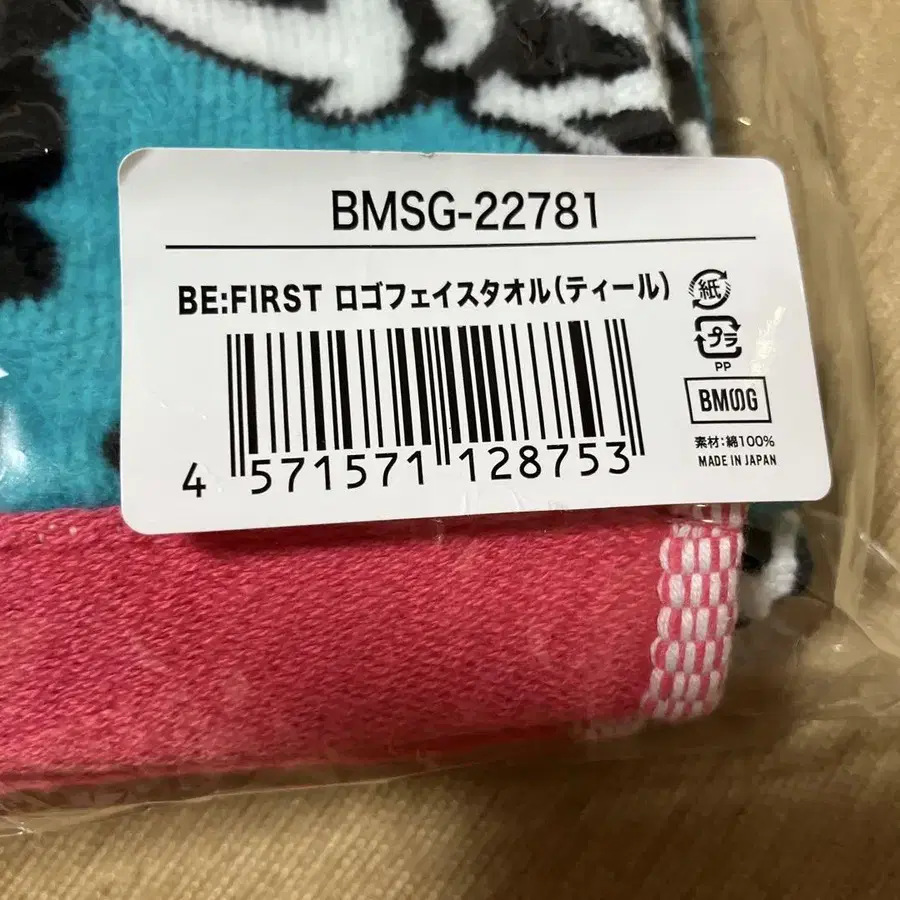 BMSG-22781
BE:FIRST ロゴフェイスタオル(ティール)
紙
プラ
PP
BMSG
素材:綿100%
MADE IN JAPAN
4 571571 128753